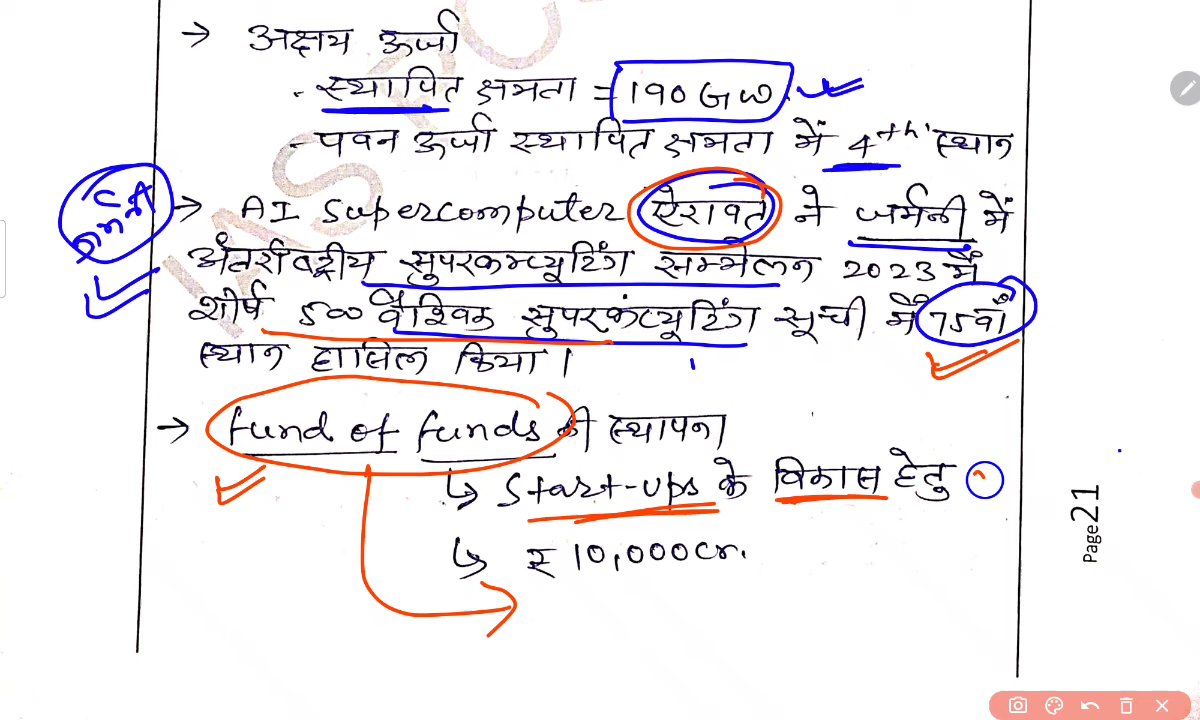 → अक्षय ऊर्जा
- स्थापित क्षमता = 190 GW.
- पवन ऊर्जा स्थापित क्षमता में 4th स्थान
→ AI Supercomputer ऐरावत ने जर्मनी में
अंतर्राष्ट्रीय सुपरकम्प्यूटिंग सम्मेलन 2023 में
शीर्ष 500 वैश्विक सुपरकंप्यूटिंग सूची में 75वाँ
स्थान हासिल किया।
→ fund of funds की स्थापना
↳ Start-ups के विकास हेतु
↳ ₹ 10,000 cr.
Page 21